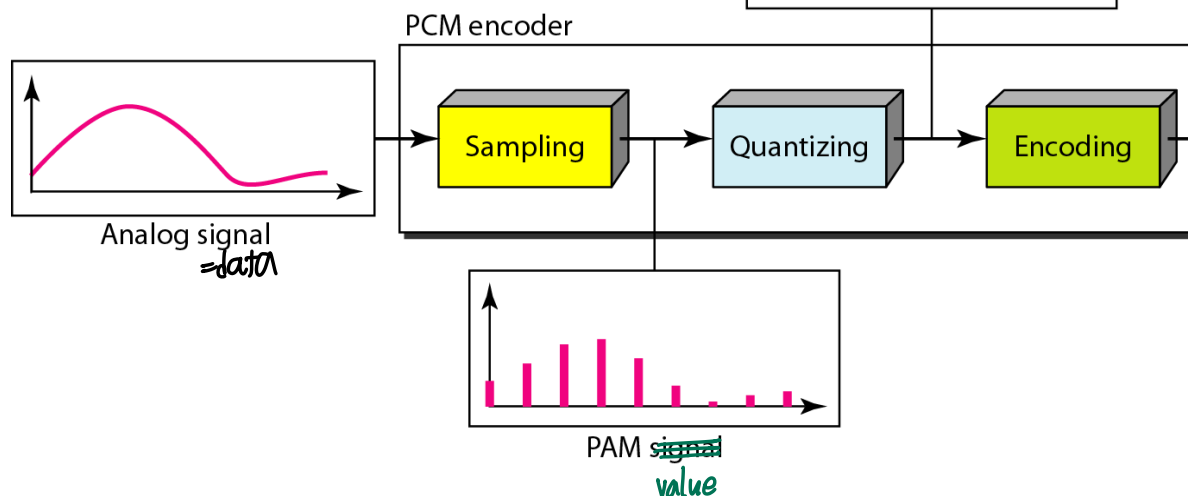 PCM encoder
Sampling
Quantizing
Encoding
Analog signal
=data
PAM signal
value